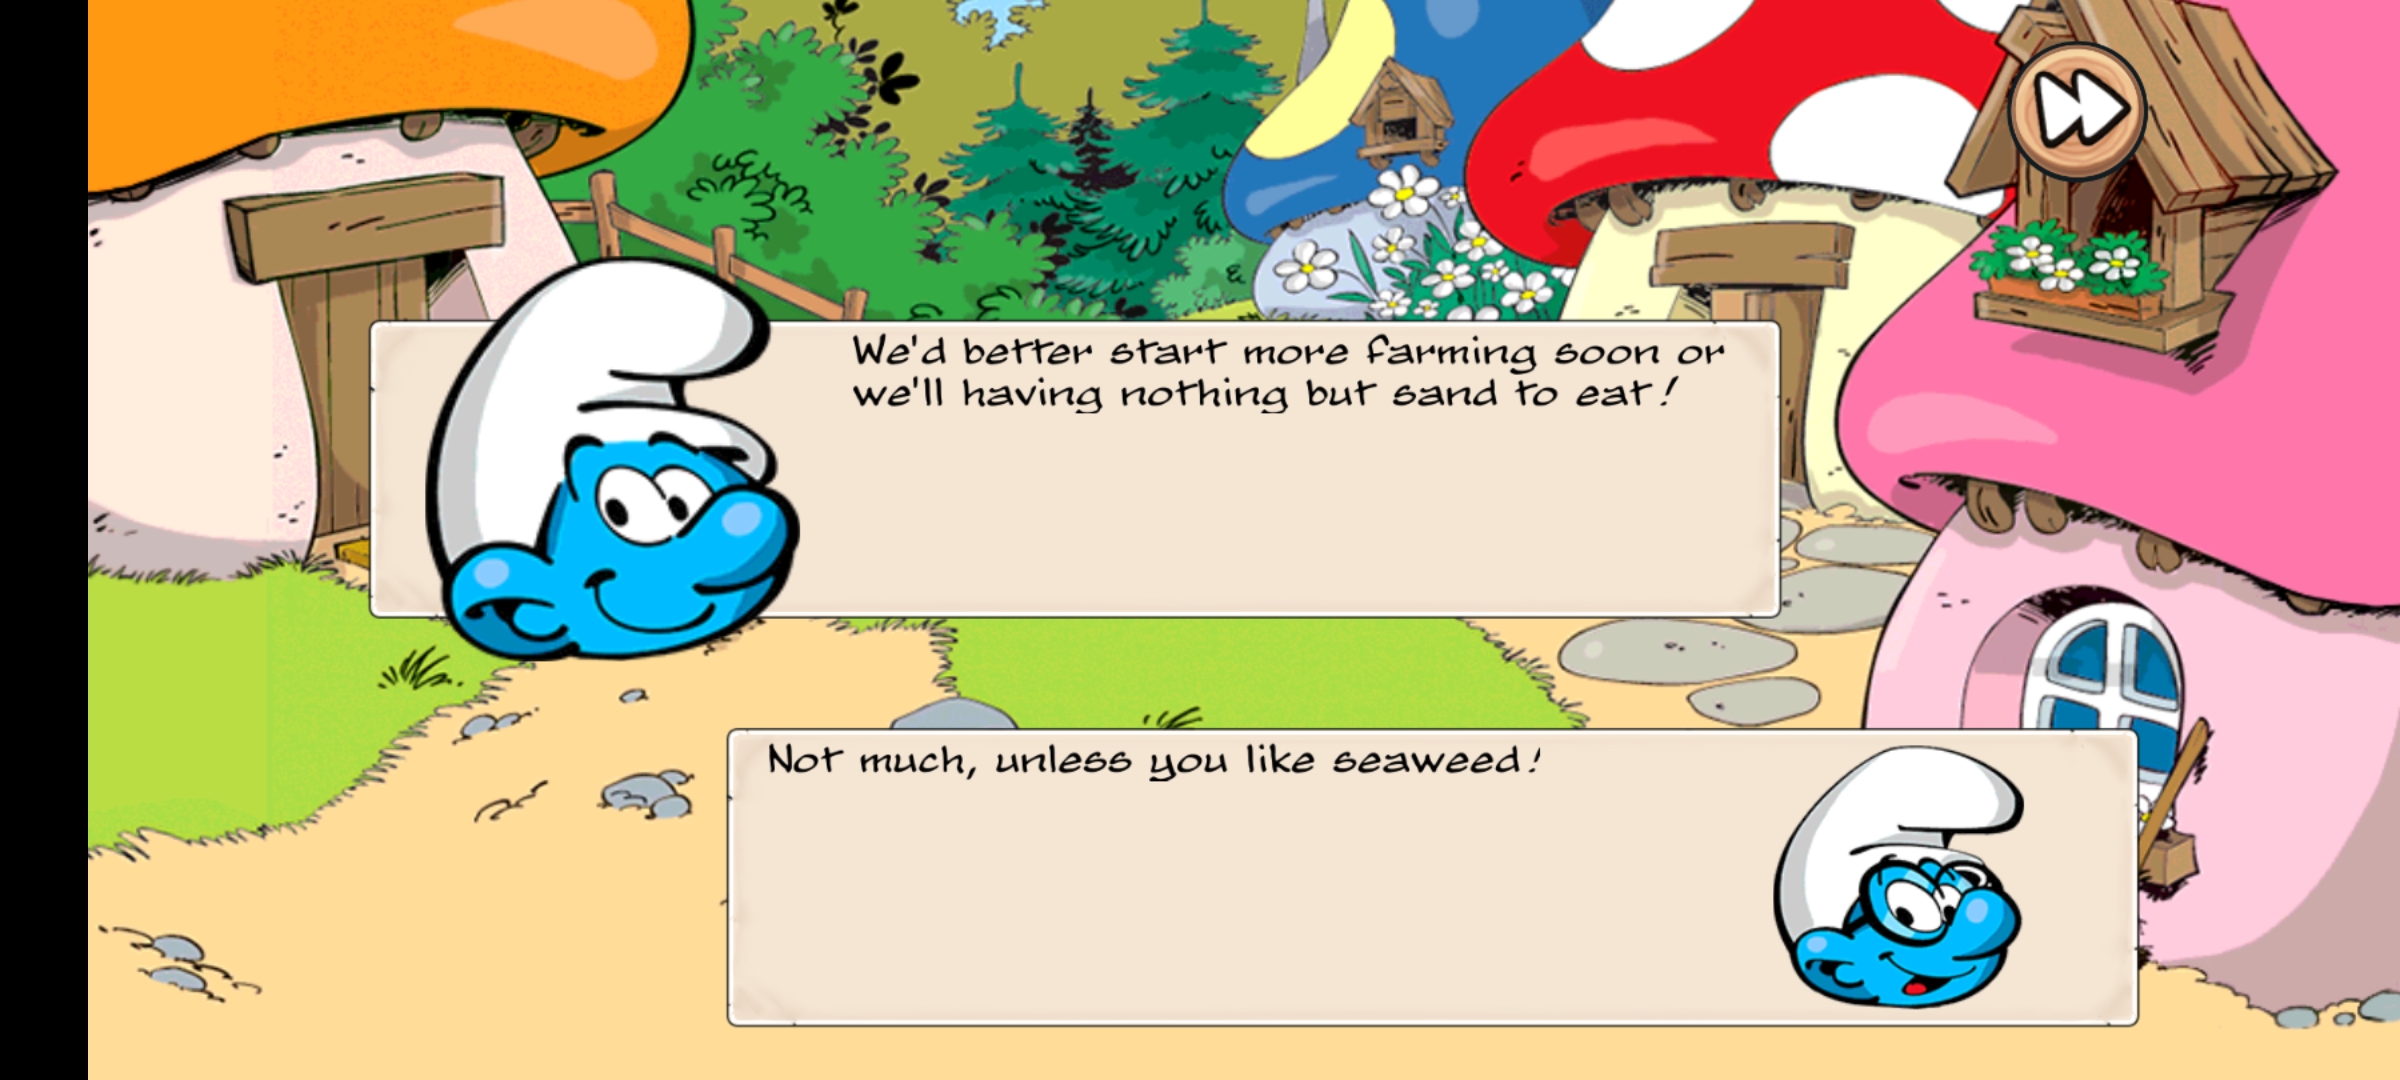 We'd better start more farming soon or
we'll having nothing but sand to eat!
Not much, unless you like seaweed!